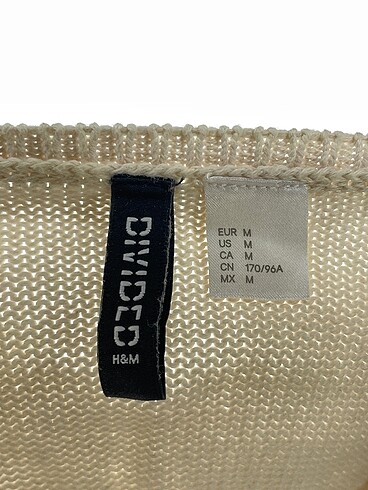 DIVIDED
H&M
EUR M
US M
CA M
CN 170/96A
MX M